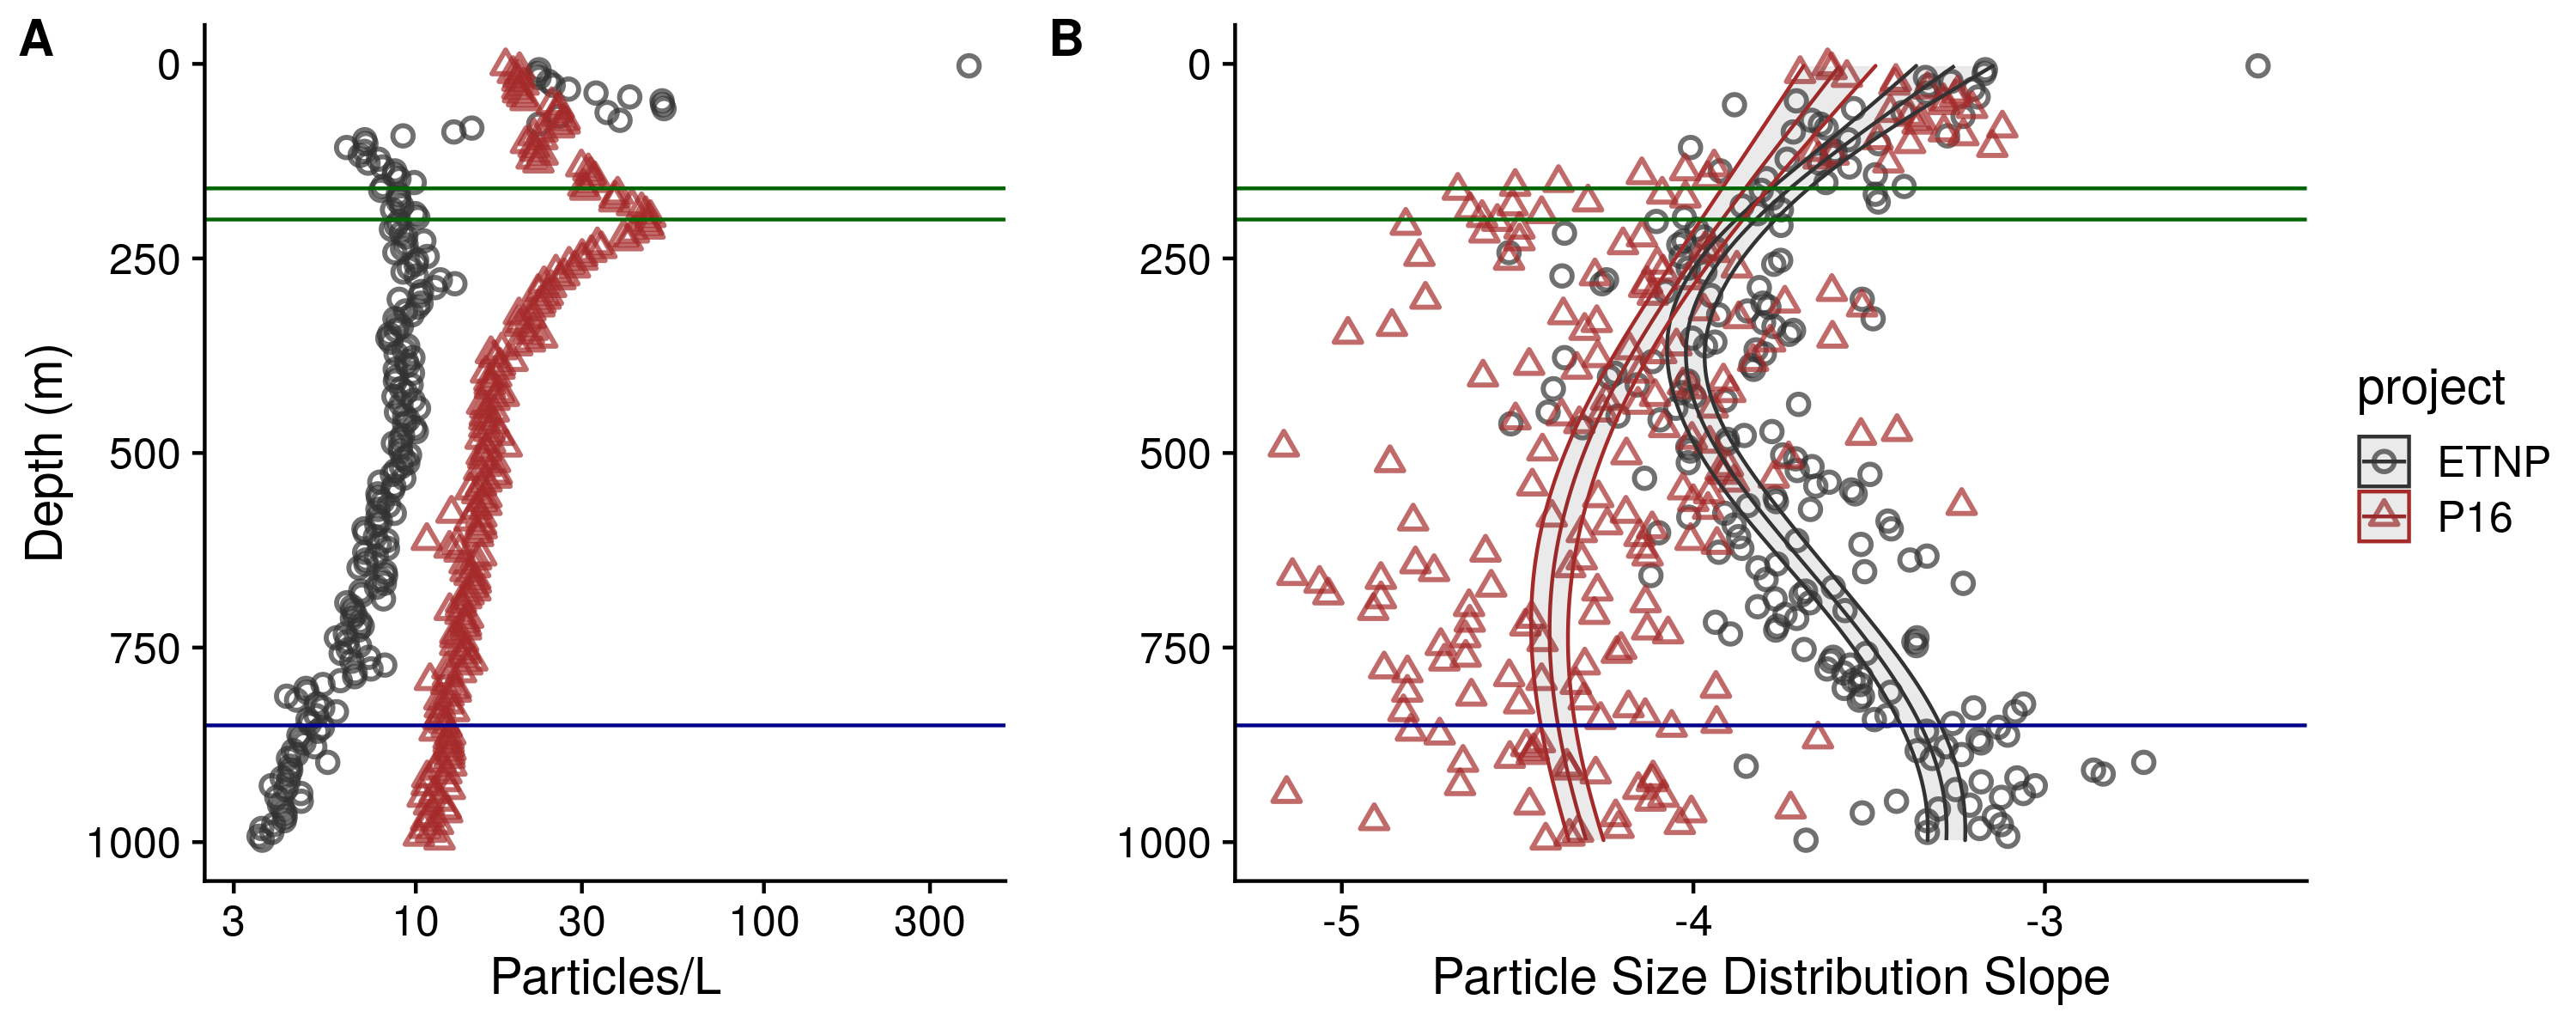 A
B
0
250
500
750
1000
Depth (m)
3
10
30
100
300
Particles/L
0
250
500
750
1000
-5
-4
-3
Particle Size Distribution Slope
project
ETNP
P16